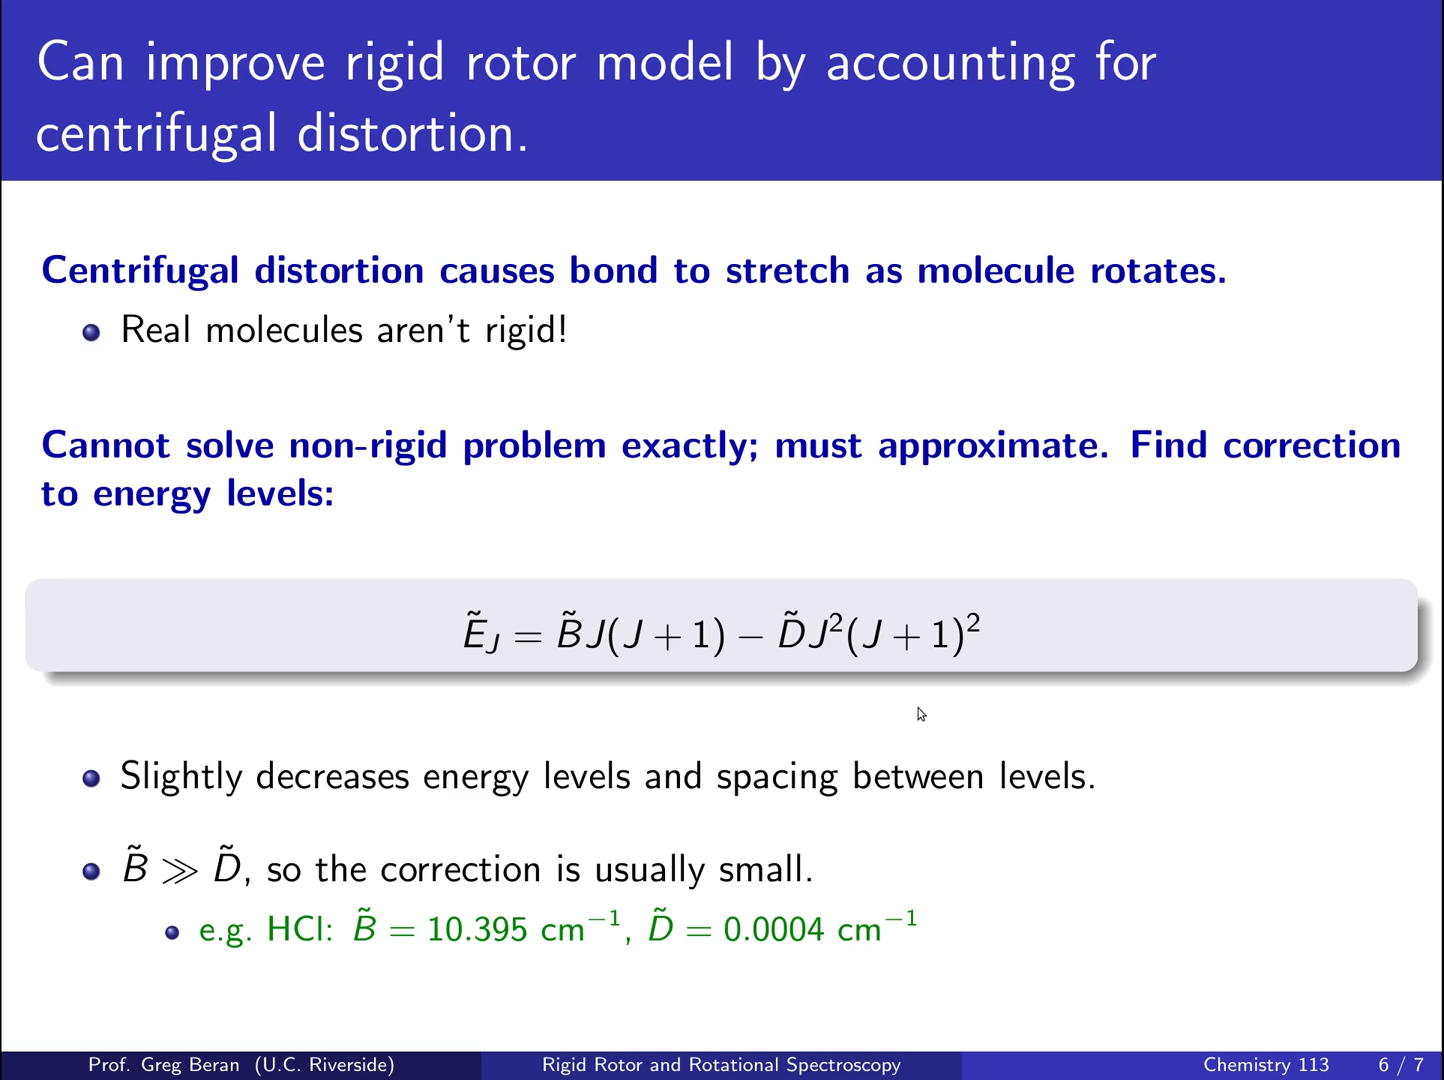 Can improve rigid rotor model by accounting for
centrifugal distortion.
Centrifugal distortion causes bond to stretch as molecule rotates.
Real molecules aren't rigid!
Cannot solve non-rigid problem exactly; must approximate. Find correction
to energy levels:
Ẽ_J = B̃J(J + 1) − D̃J²(J + 1)²
Slightly decreases energy levels and spacing between levels.
B̃ ≫ D̃, so the correction is usually small.
e.g. HCl: B̃ = 10.395 cm⁻¹, D̃ = 0.0004 cm⁻¹
Prof. Greg Beran (U.C. Riverside) Rigid Rotor and Rotational Spectroscopy Chemistry 113 6 / 7